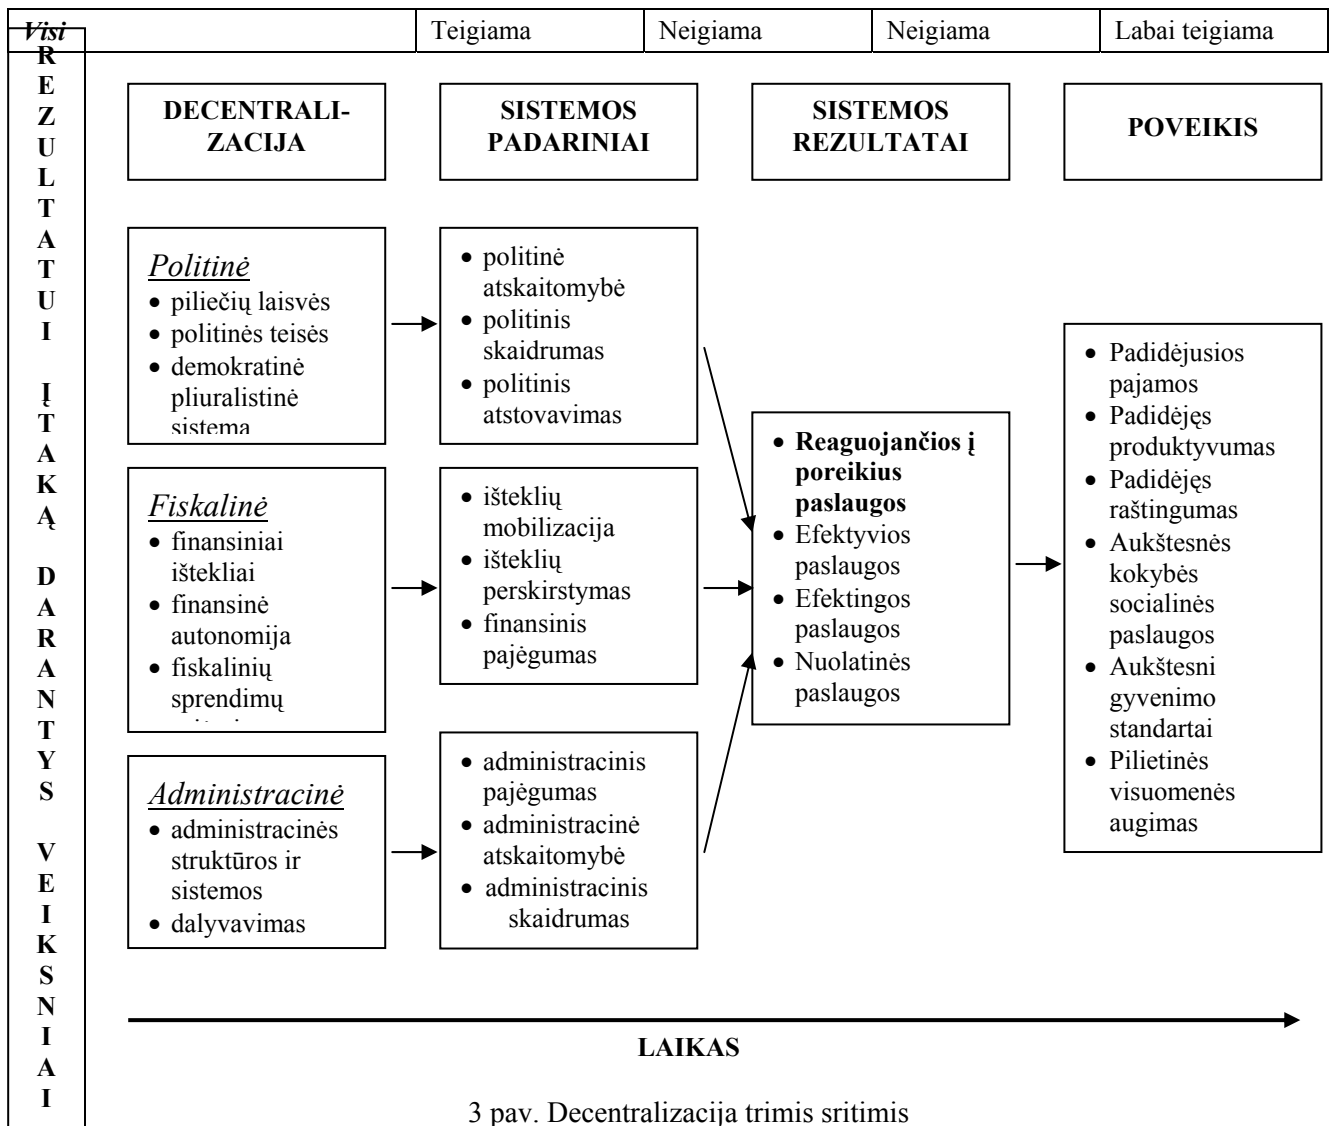 Visi Teigiama Neigiama Neigiama Labai teigiama
R
E
Z
U
L
T
A
T
U
I
Į
T
A
K
Ą
D
A
R
A
N
T
Y
S
V
E
I
K
S
N
I
A
I
DECENTRALI-
ZACIJA
SISTEMOS
PADARINIAI
SISTEMOS
REZULTATAI
POVEIKIS
Politinė
• piliečių laisvės
• politinės teisės
• demokratinė
pliuralistinė
sistema
• politinė
atskaitomybė
• politinis
skaidrumas
• politinis
atstovavimas
Fiskalinė
• finansiniai
ištekliai
• finansinė
autonomija
• fiskalinių
sprendimų
• išteklių
mobilizacija
• išteklių
perskirstymas
• finansinis
pajėgumas
Administracinė
• administracinės
struktūros ir
sistemos
• dalyvavimas
• administracinis
pajėgumas
• administracinė
atskaitomybė
• administracinis
skaidrumas
• Reaguojančios į
poreikius
paslaugos
• Efektyvios
paslaugos
• Efektingos
paslaugos
• Nuolatinės
paslaugos
• Padidėjusios
pajamos
• Padidėjęs
produktyvumas
• Padidėjęs
raštingumas
• Aukštesnės
kokybės
socialinės
paslaugos
• Aukštesni
gyvenimo
standartai
• Pilietinės
visuomenės
augimas
LAIKAS
3 pav. Decentralizacija trimis sritimis